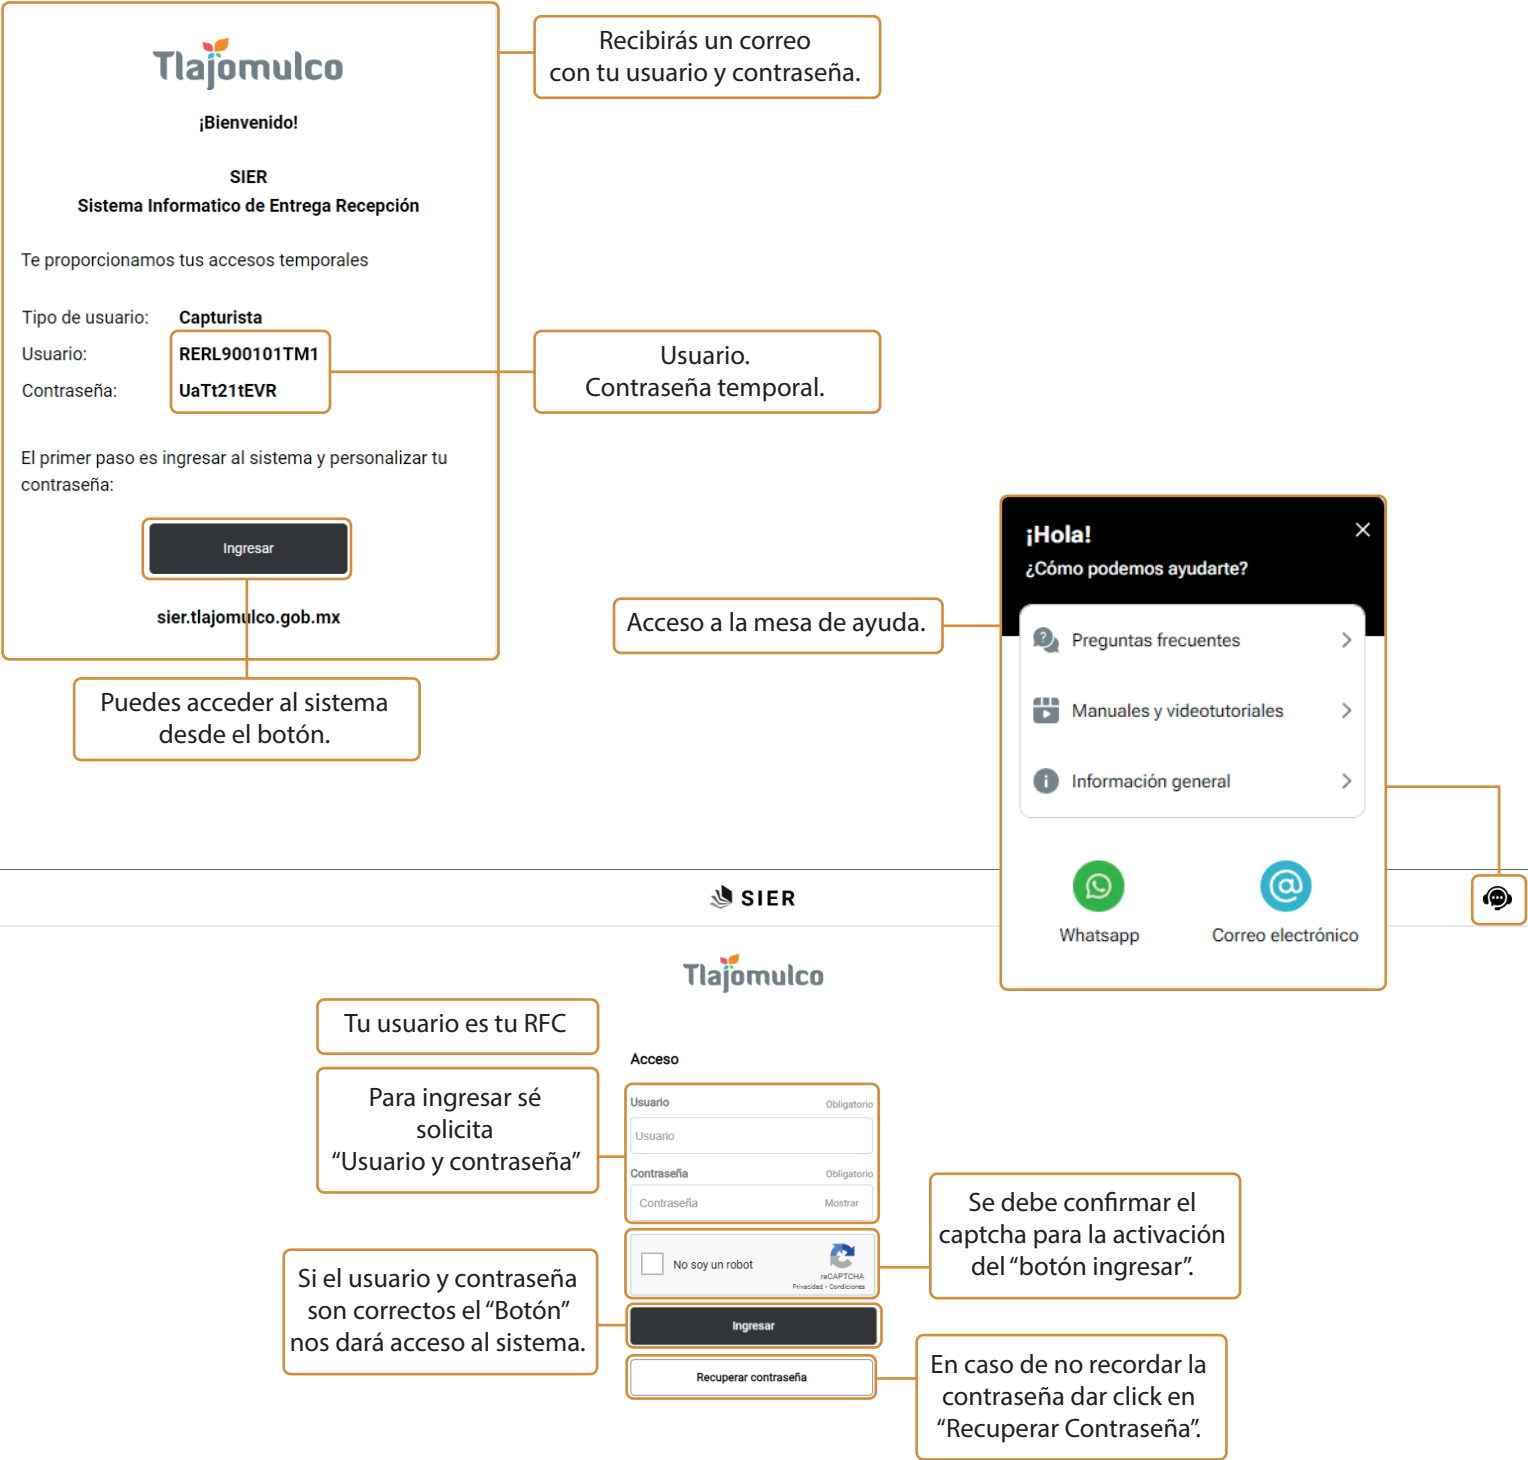 Tlajomulco
¡Bienvenido!
SIER
Sistema Informatico de Entrega Recepción
Te proporcionamos tus accesos temporales
Tipo de usuario: Capturista
Usuario: RERL900101TM1
Contraseña: UaTt21tEVR
El primer paso es ingresar al sistema y personalizar tu
contraseña:
Ingresar
sier.tlajomulco.gob.mx
Recibirás un correo
con tu usuario y contraseña.
Usuario.
Contraseña temporal.
Puedes acceder al sistema
desde el botón.
Acceso a la mesa de ayuda.
¡Hola!
¿Cómo podemos ayudarte?
Preguntas frecuentes
Manuales y videotutoriales
Información general
Whatsapp
Correo electrónico
SIER
Tlajomulco
Tu usuario es tu RFC
Para ingresar sé
solicita
“Usuario y contraseña”
Acceso
Usuario Obligatorio
Usuario
Contraseña Obligatorio
Contraseña Mostrar
No soy un robot
reCAPTCHA
Privacidad - Condiciones
Ingresar
Recuperar contraseña
Se debe confirmar el
captcha para la activación
del “botón ingresar”.
Si el usuario y contraseña
son correctos el “Botón”
nos dará acceso al sistema.
En caso de no recordar la
contraseña dar click en
“Recuperar Contraseña”.